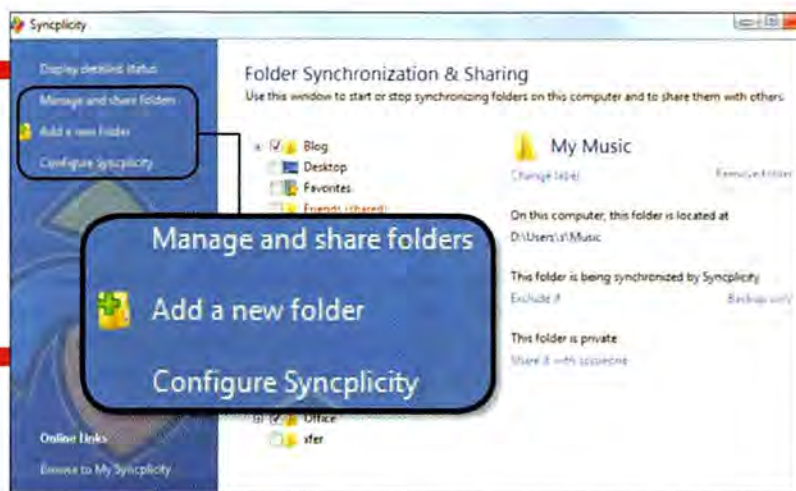 Syncplicity
Display detailed status
Manage and share folders
Add a new folder
Configure Syncplicity
Folder Synchronization & Sharing
Use this window to start or stop synchronizing folders on this computer and to share them with others.
Blog
Desktop
Favorites
Friends (shared)
Manage and share folders
Add a new folder
Configure Syncplicity
Office
xfer
My Music
Change label
Remove folder
On this computer, this folder is located at
D:\Users\s\Music
This folder is being synchronized by Syncplicity
Exclude it
Backup only
This folder is private
Share it with someone
Online Links
Browse to My Syncplicity